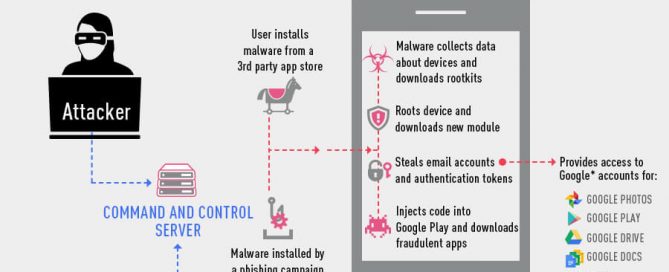 Attacker
COMMAND AND CONTROL
SERVER
User installs
malware from a
3rd party app store
Malware installed by
a phishing campaign
Malware collects data
about devices and
downloads rootkits
Roots device and
downloads new module
Steals email accounts
and authentication tokens
Injects code into
Google Play and downloads
fraudulent apps
Provides access to
Google* accounts for:
GOOGLE PHOTOS
GOOGLE PLAY
GOOGLE DRIVE
GOOGLE DOCS